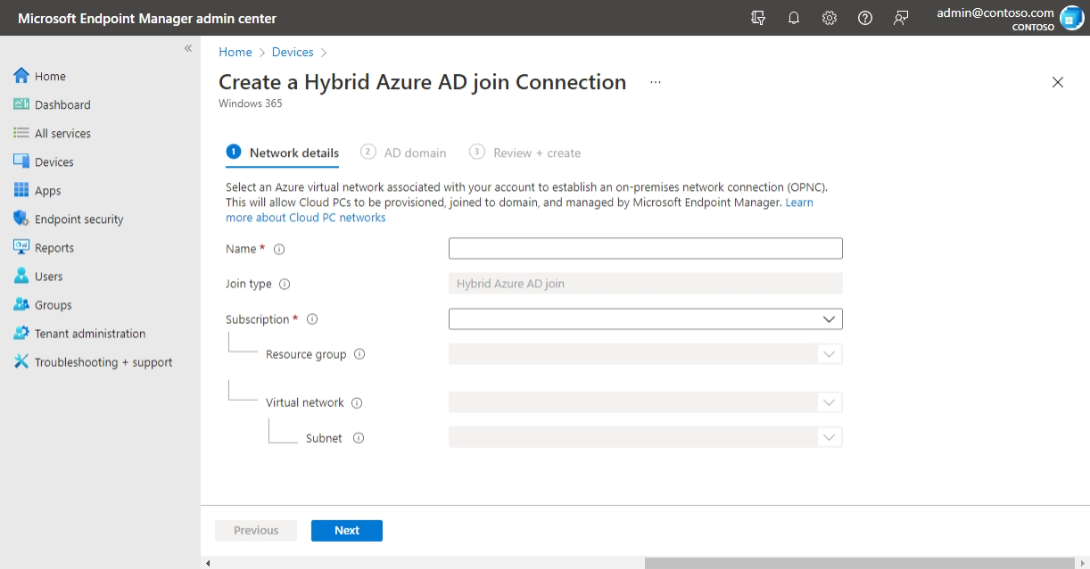 Microsoft Endpoint Manager admin center
admin@contoso.com
CONTOSO
Home
Dashboard
All services
Devices
Apps
Endpoint security
Reports
Users
Groups
Tenant administration
Troubleshooting + support
Home > Devices >
Create a Hybrid Azure AD join Connection ...
Windows 365
1 Network details 2 AD domain 3 Review + create
Select an Azure virtual network associated with your account to establish an on-premises network connection (OPNC).
This will allow Cloud PCs to be provisioned, joined to domain, and managed by Microsoft Endpoint Manager. Learn
more about Cloud PC networks
Name *
Join type Hybrid Azure AD join
Subscription *
Resource group
Virtual network
Subnet
Previous Next